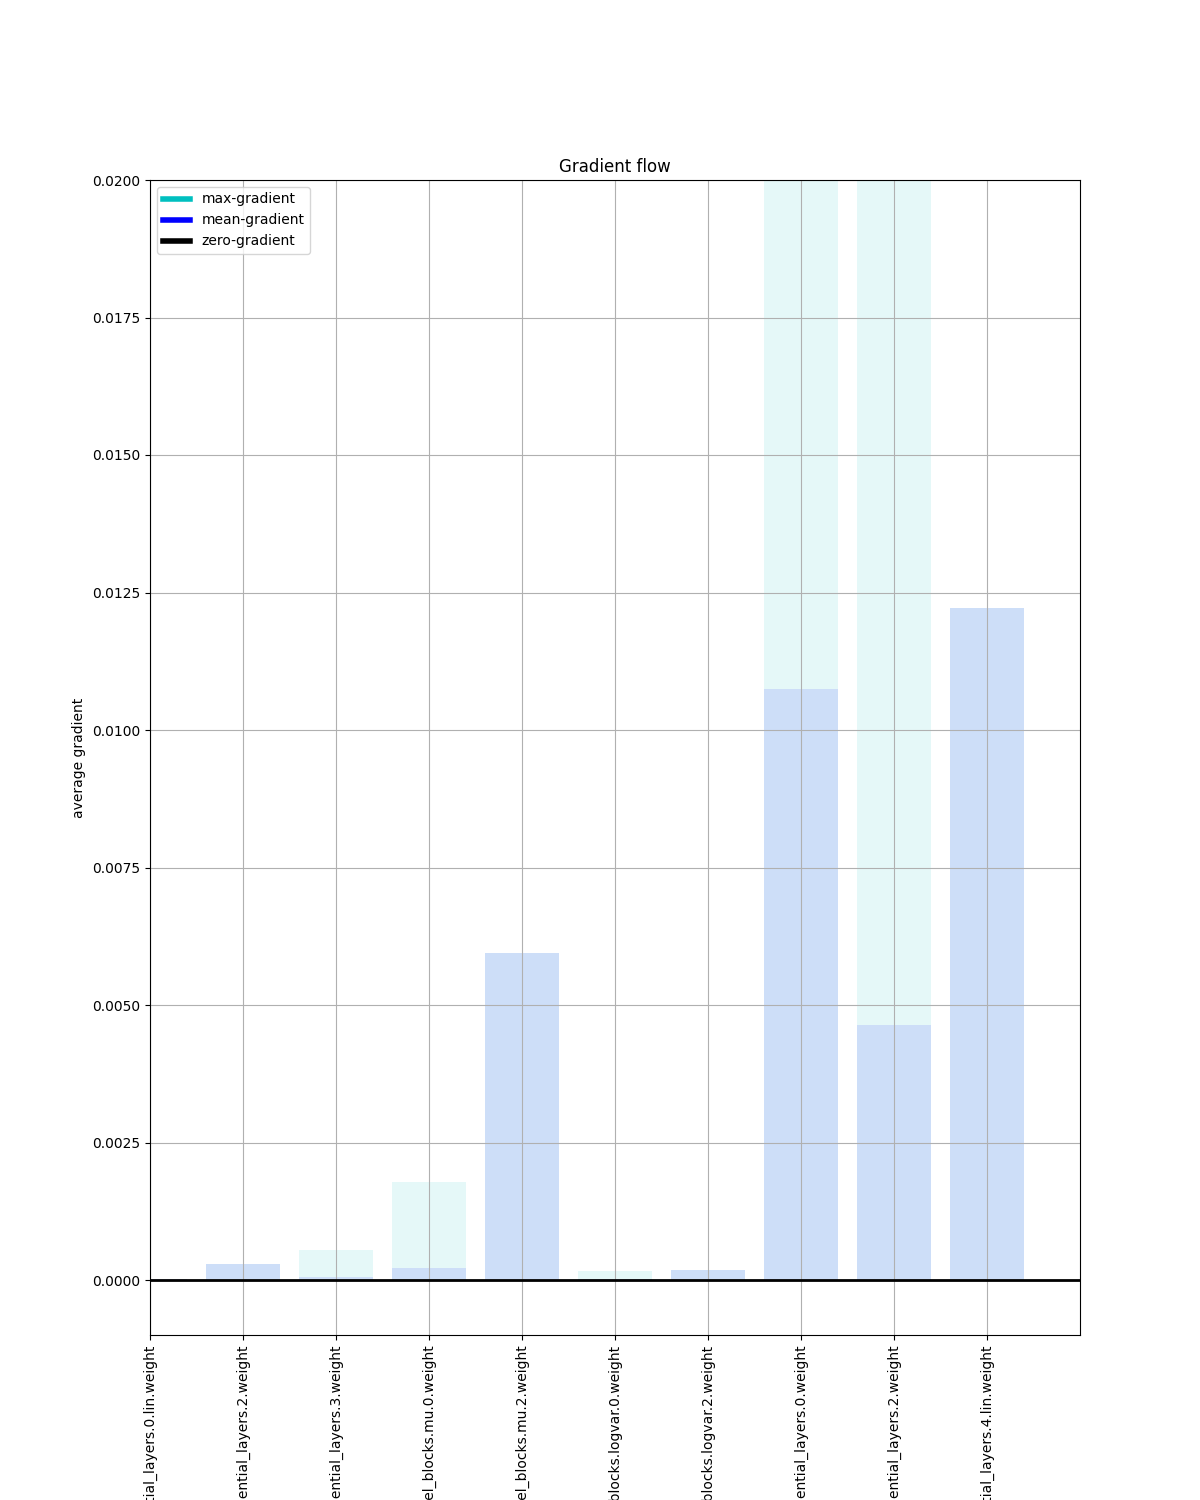 Gradient flow
max-gradient
mean-gradient
zero-gradient
0.0200
0.0175
0.0150
0.0125
0.0100
0.0075
0.0050
0.0025
0.0000
average gradient
tial_layers.0.lin.weight
ential_layers.2.weight
ential_layers.3.weight
el_blocks.mu.0.weight
el_blocks.mu.2.weight
blocks.logvar.0.weight
blocks.logvar.2.weight
ential_layers.0.weight
ential_layers.2.weight
tial_layers.4.lin.weight